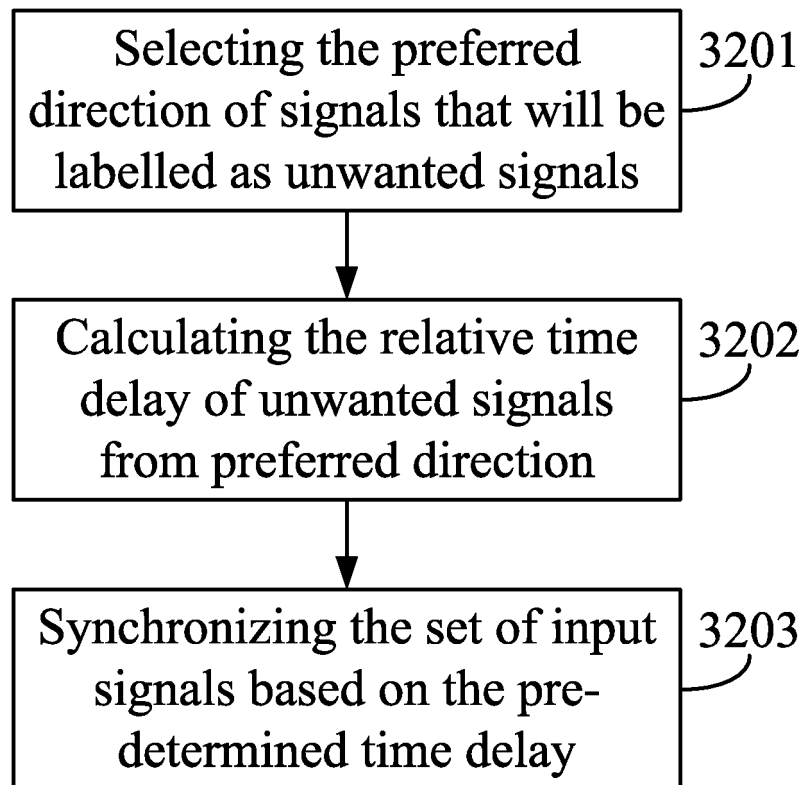 Selecting the preferred
direction of signals that will be
labelled as unwanted signals
3201
Calculating the relative time
delay of unwanted signals
from preferred direction
3202
Synchronizing the set of input
signals based on the pre-
determined time delay
3203